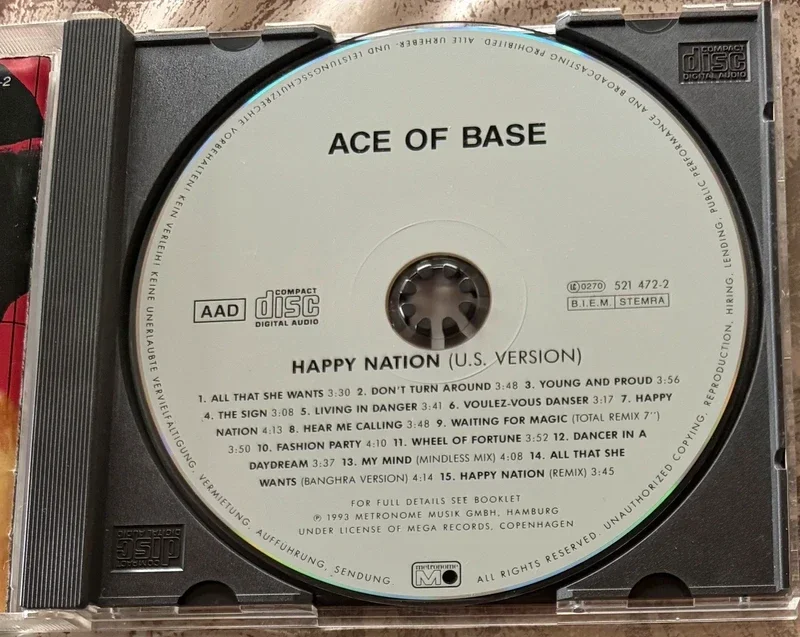 -2
COMPACT
disc
DIGITAL AUDIO
KEINE UNERLAUBTE VERVIELFÄLTIGUNG, VERMIETUNG, AUFFÜHRUNG, SENDUNG.
ALLE URHEBER- UND LEISTUNGSSCHUTZRECHTE VORBEHALTEN! KEIN VERLEIH!
ALL RIGHTS RESERVED. UNAUTHORIZED COPYING, REPRODUCTION, HIRING, LENDING, PUBLIC PERFORMANCE AND BROADCASTING PROHIBITED.
ACE OF BASE
AAD
COMPACT
disc
DIGITAL AUDIO
LC 0270 521 472-2
B.I.E.M. STEMRA
HAPPY NATION (U.S. VERSION)
1. ALL THAT SHE WANTS 3:30 2. DON'T TURN AROUND 3:48 3. YOUNG AND PROUD 3:56
4. THE SIGN 3:08 5. LIVING IN DANGER 3:41 6. VOULEZ-VOUS DANSER 3:17 7. HAPPY
NATION 4:13 8. HEAR ME CALLING 3:48 9. WAITING FOR MAGIC (TOTAL REMIX 7'')
3:50 10. FASHION PARTY 4:10 11. WHEEL OF FORTUNE 3:52 12. DANCER IN A
DAYDREAM 3:37 13. MY MIND (MINDLESS MIX) 4:08 14. ALL THAT SHE
WANTS (BANGHRA VERSION) 4:14 15. HAPPY NATION (REMIX) 3:45
FOR FULL DETAILS SEE BOOKLET
℗ 1993 METRONOME MUSIK GMBH, HAMBURG
UNDER LICENSE OF MEGA RECORDS, COPENHAGEN
metronome
COMPACT
disc
DIGITAL AUDIO